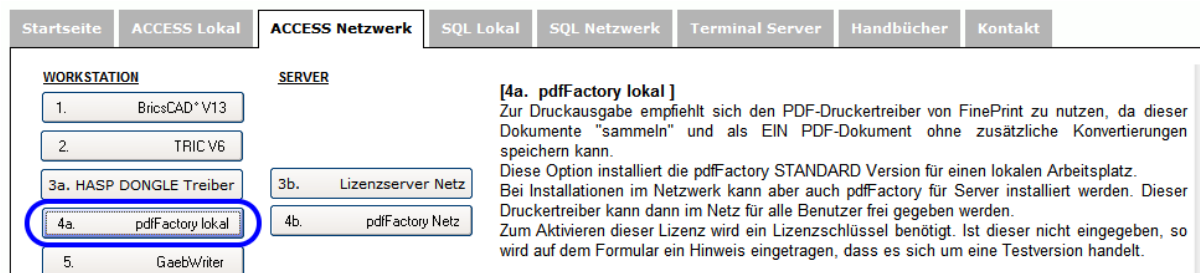 Startseite ACCESS Lokal ACCESS Netzwerk SQL Lokal SQL Netzwerk Terminal Server Handbücher Kontakt
WORKSTATION
1. BricsCAD* V13
2. TRIC V6
3a. HASP DONGLE Treiber
4a. pdfFactory lokal
5. GaebWriter
SERVER
3b. Lizenzserver Netz
4b. pdfFactory Netz
[4a. pdfFactory lokal ]
Zur Druckausgabe empfiehlt sich den PDF-Druckertreiber von FinePrint zu nutzen, da dieser
Dokumente "sammeln" und als EIN PDF-Dokument ohne zusätzliche Konvertierungen
speichern kann.
Diese Option installiert die pdfFactory STANDARD Version für einen lokalen Arbeitsplatz.
Bei Installationen im Netzwerk kann aber auch pdfFactory für Server installiert werden. Dieser
Druckertreiber kann dann im Netz für alle Benutzer frei gegeben werden.
Zum Aktivieren dieser Lizenz wird ein Lizenzschlüssel benötigt. Ist dieser nicht eingegeben, so
wird auf dem Formular ein Hinweis eingetragen, dass es sich um eine Testversion handelt.